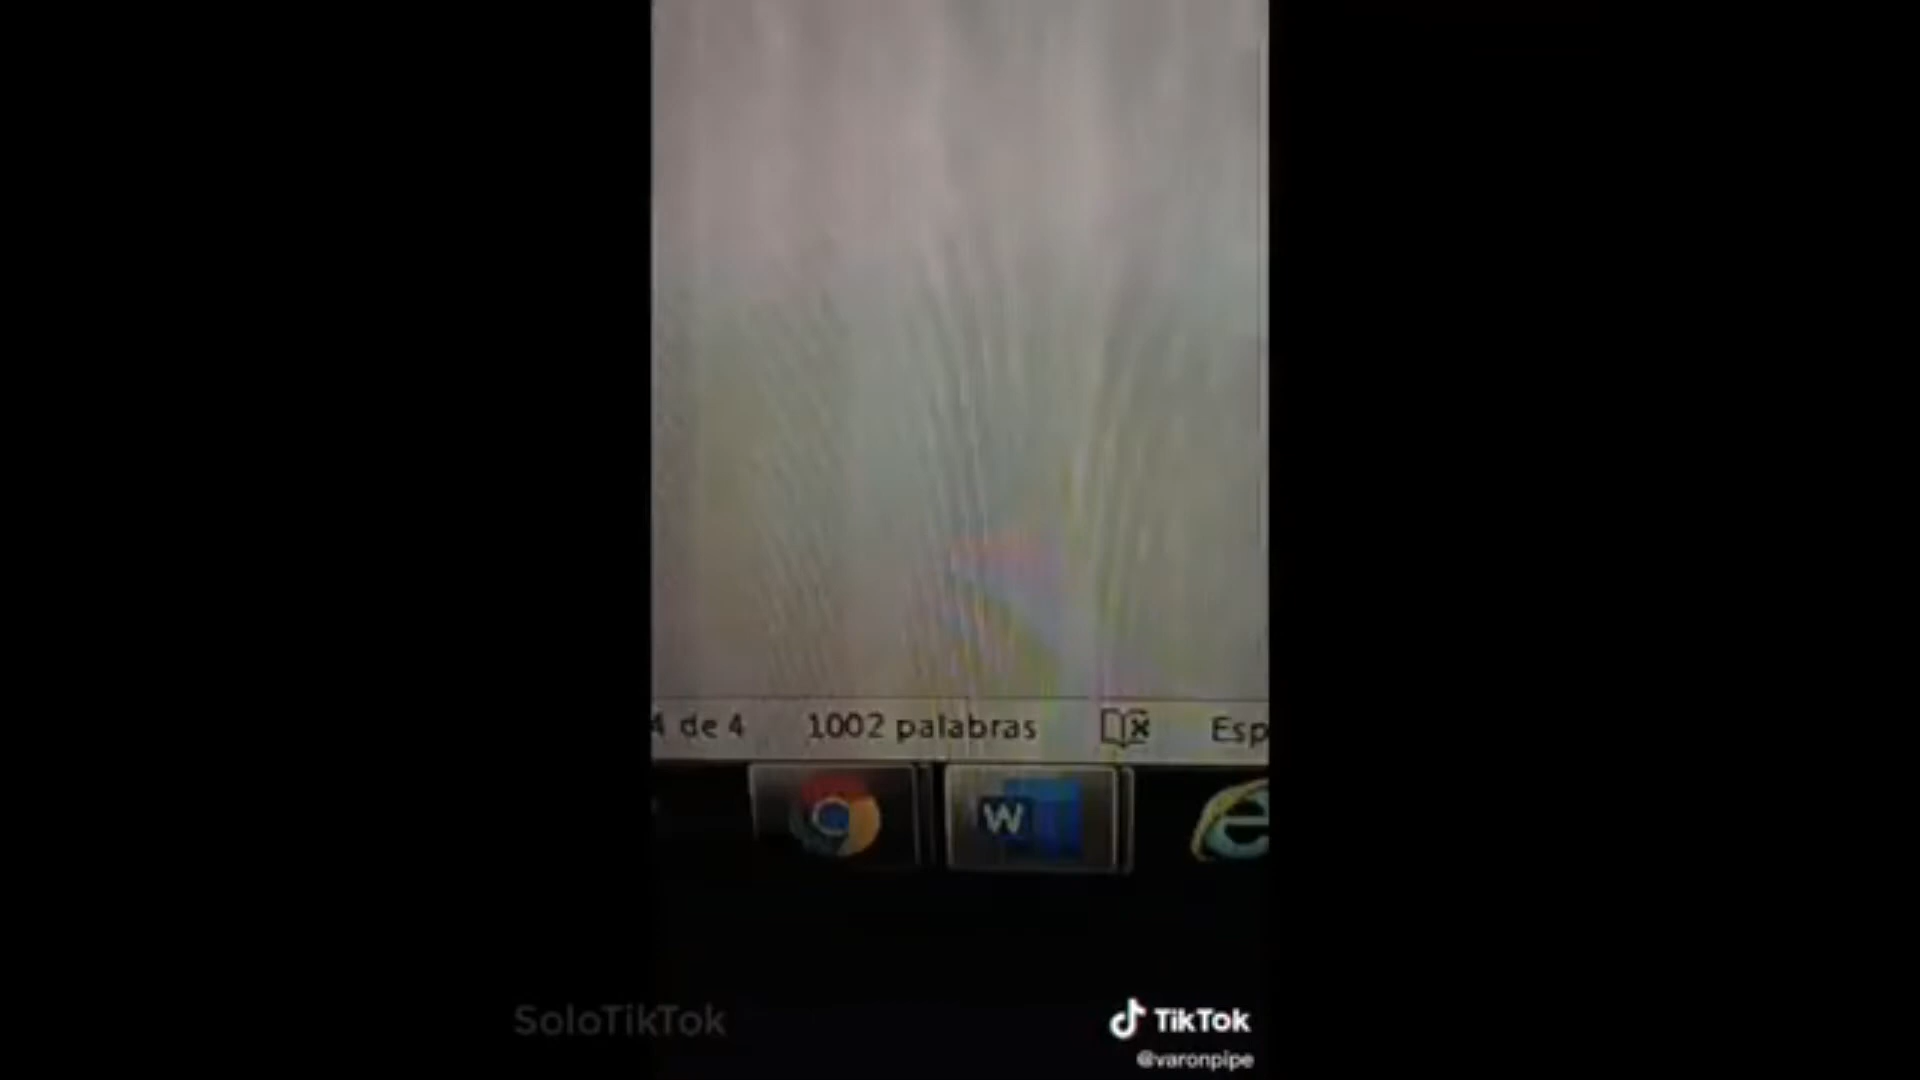 4 de 4 1002 palabras Esp
W
SoloTikTok
TikTok
@varonpipe